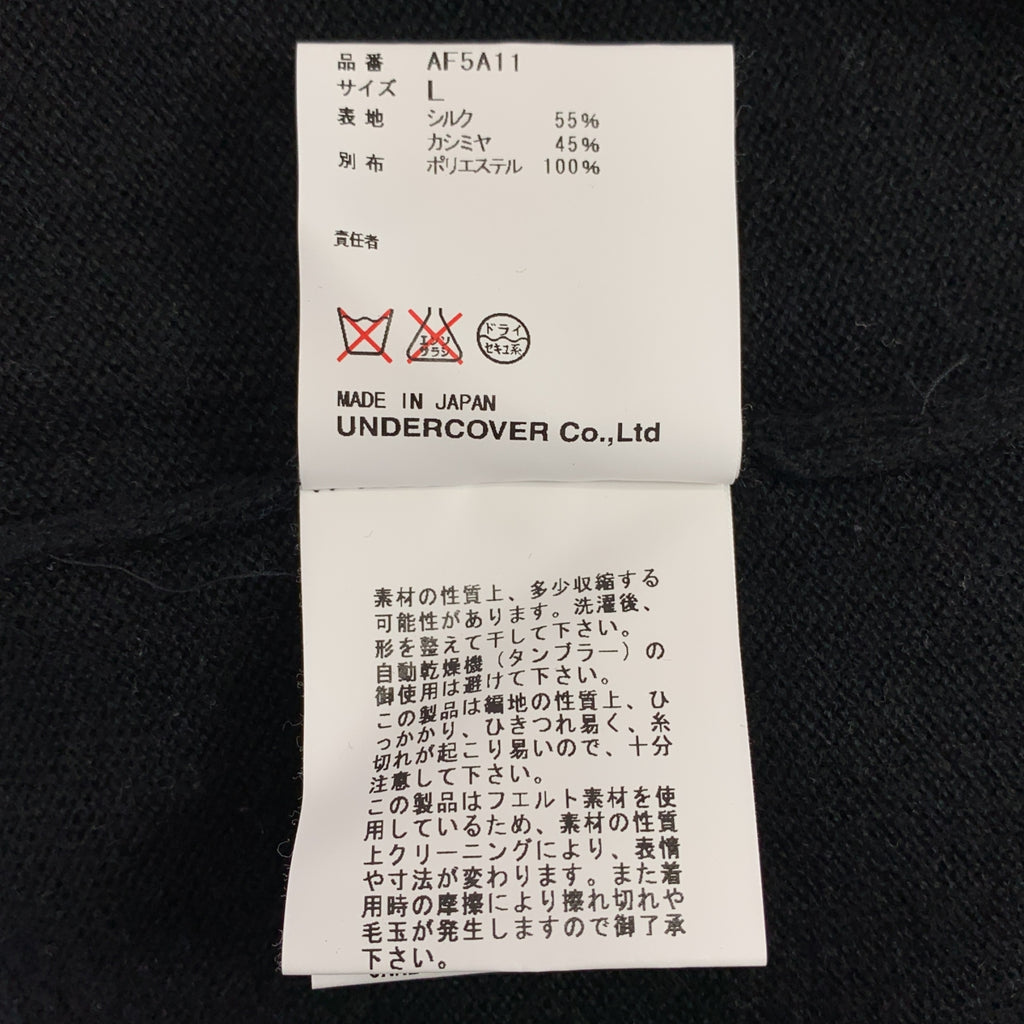 品番 AF5A11
サイズ L
表地 シルク 55%
カシミヤ 45%
別布 ポリエステル 100%
責任者
エンソ
サラシ
ドライ
セキユ系
MADE IN JAPAN
UNDERCOVER Co.,Ltd
素材の性質上、多少収縮する
可能性があります。洗濯後、
形を整えて干して下さい。
自動乾燥機（タンブラー）の
御使用は避けて下さい。
この製品は編地の性質上、ひ
っかかり、ひきつれ易く、糸
切れが起こり易いので、十分
注意して下さい。
この製品はフエルト素材を使
用しているため、素材の性質
上クリーニングにより、表情
や寸法が変わります。また着
用時の摩擦により擦れ切れや
毛玉が発生しますので御了承
下さい。